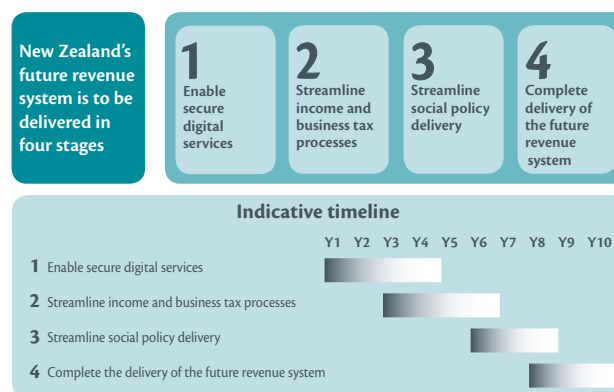 New Zealand's
future revenue
system is to be
delivered in
four stages
1
Enable
secure
digital
services
2
Streamline
income and
business tax
processes
3
Streamline
social policy
delivery
4
Complete
delivery of
the future
revenue
system
Indicative timeline
Y1 Y2 Y3 Y4 Y5 Y6 Y7 Y8 Y9 Y10
1 Enable secure digital services
2 Streamline income and business tax processes
3 Streamline social policy delivery
4 Complete the delivery of the future revenue system